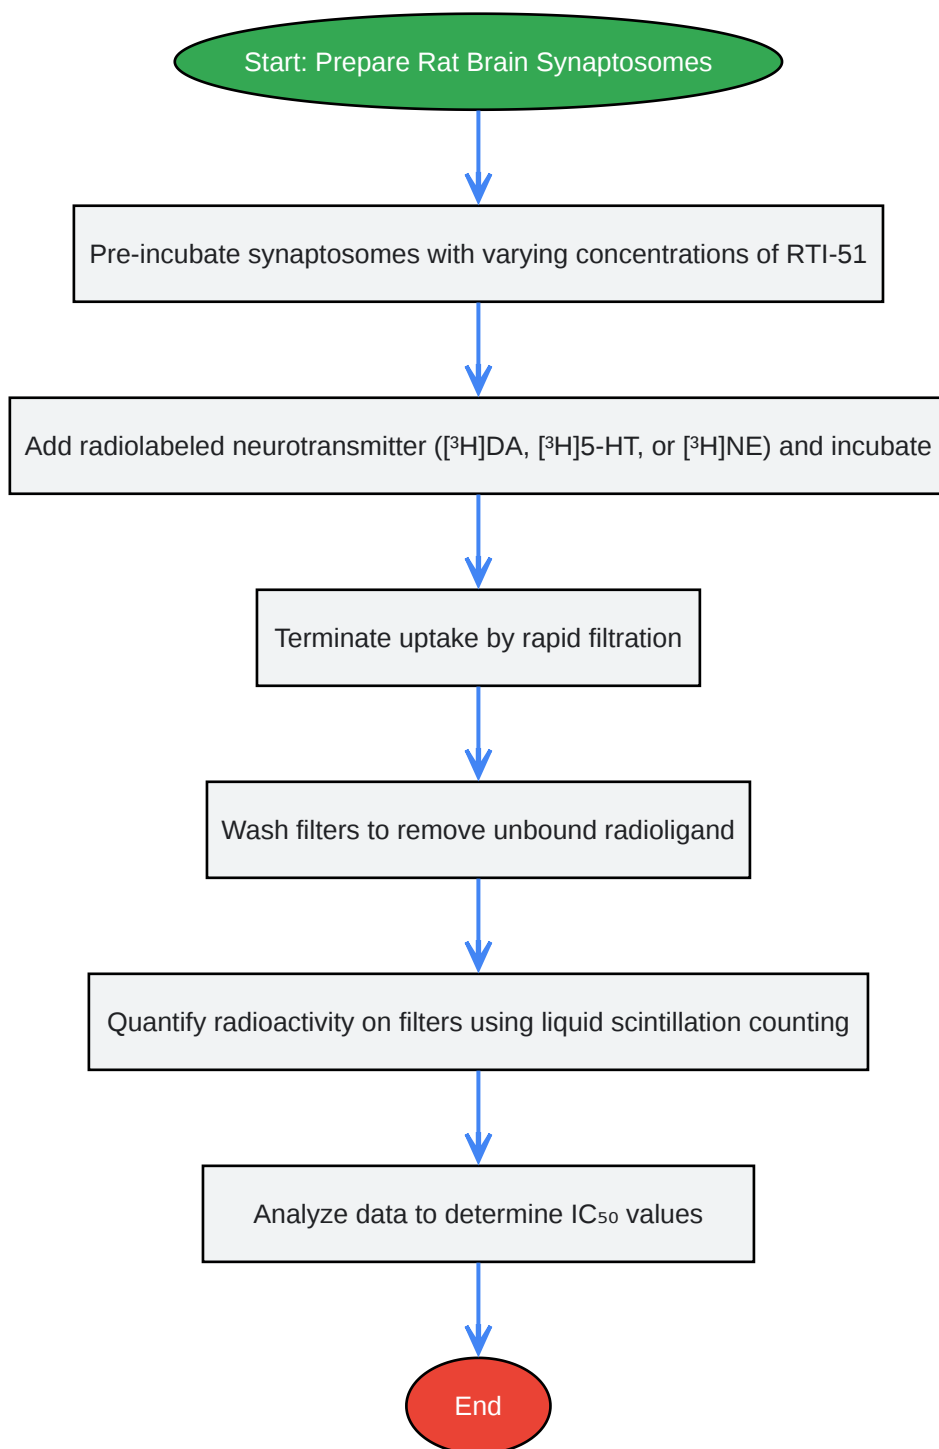 Start: Prepare Rat Brain Synaptosomes
Pre-incubate synaptosomes with varying concentrations of RTI-51
Add radiolabeled neurotransmitter ([³H]DA, [³H]5-HT, or [³H]NE) and incubate
Terminate uptake by rapid filtration
Wash filters to remove unbound radioligand
Quantify radioactivity on filters using liquid scintillation counting
Analyze data to determine IC₅₀ values
End